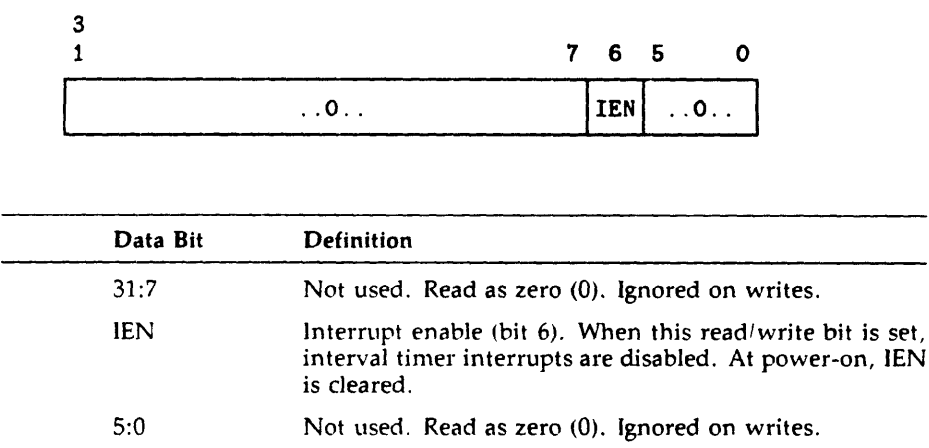 3
1 7 6 5 0
..0.. IEN ..0..
Data Bit Definition
31:7 Not used. Read as zero (0). Ignored on writes.
IEN Interrupt enable (bit 6). When this read/write bit is set,
interval timer interrupts are disabled. At power-on, IEN
is cleared.
5:0 Not used. Read as zero (0). Ignored on writes.